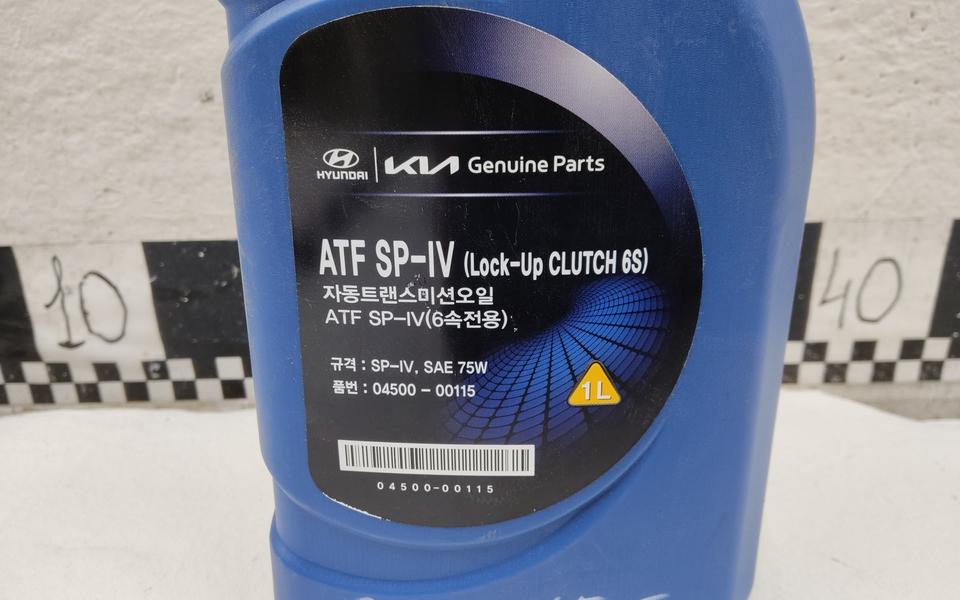 HYUNDAI KIA Genuine Parts
ATF SP-IV (Lock-Up CLUTCH 6S)
자동트랜스미션오일
ATF SP-IV(6속전용)
규격 : SP-IV, SAE 75W
품번 : 04500 - 00115
1L
04500-00115
10
40